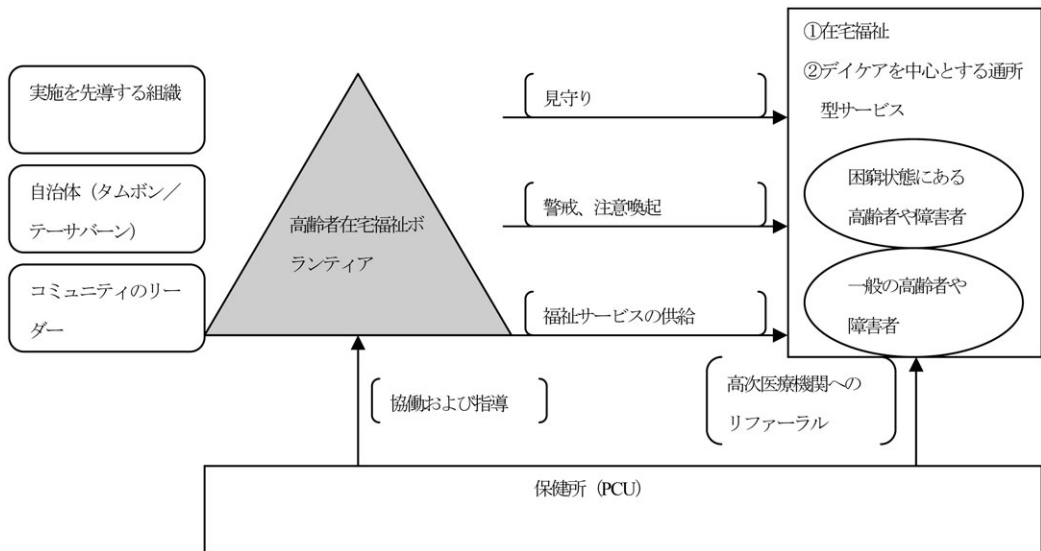 実施を先導する組織
自治体（タムボン／
テーサバーン）
コミュニティのリー
ダー
高齢者在宅福祉ボ
ランティア
見守り
警戒、注意喚起
福祉サービスの供給
①在宅福祉
②デイケアを中心とする通所
型サービス
困窮状態にある
高齢者や障害者
一般の高齢者や
障害者
協働および指導
高次医療機関への
リファーラル
保健所（PCU）